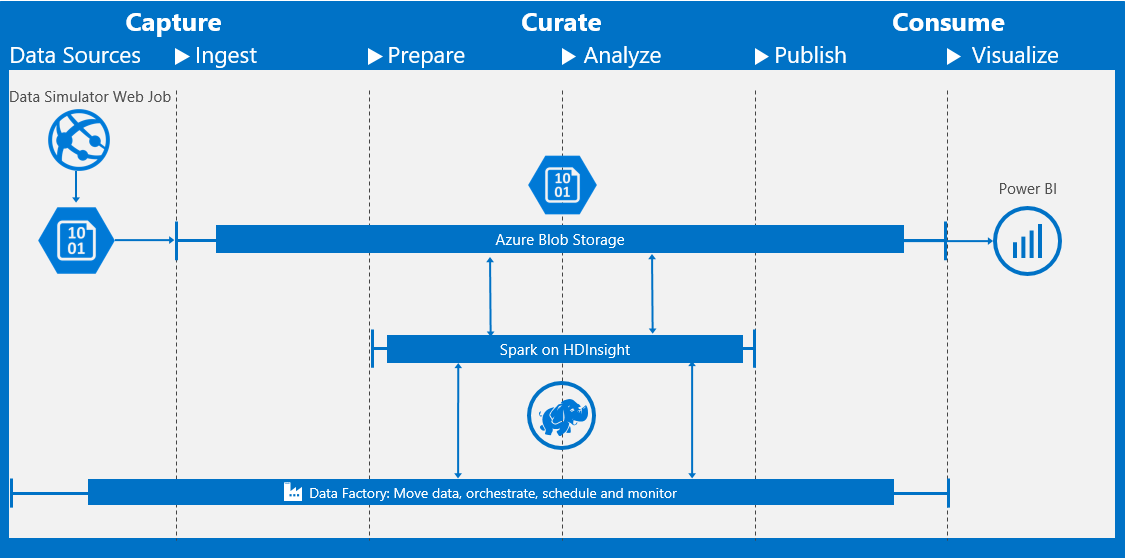 Capture Curate Consume
Data Sources Ingest Prepare Analyze Publish Visualize
Data Simulator Web Job
10
01
Power BI
10
01
Azure Blob Storage
Spark on HDInsight
Data Factory: Move data, orchestrate, schedule and monitor